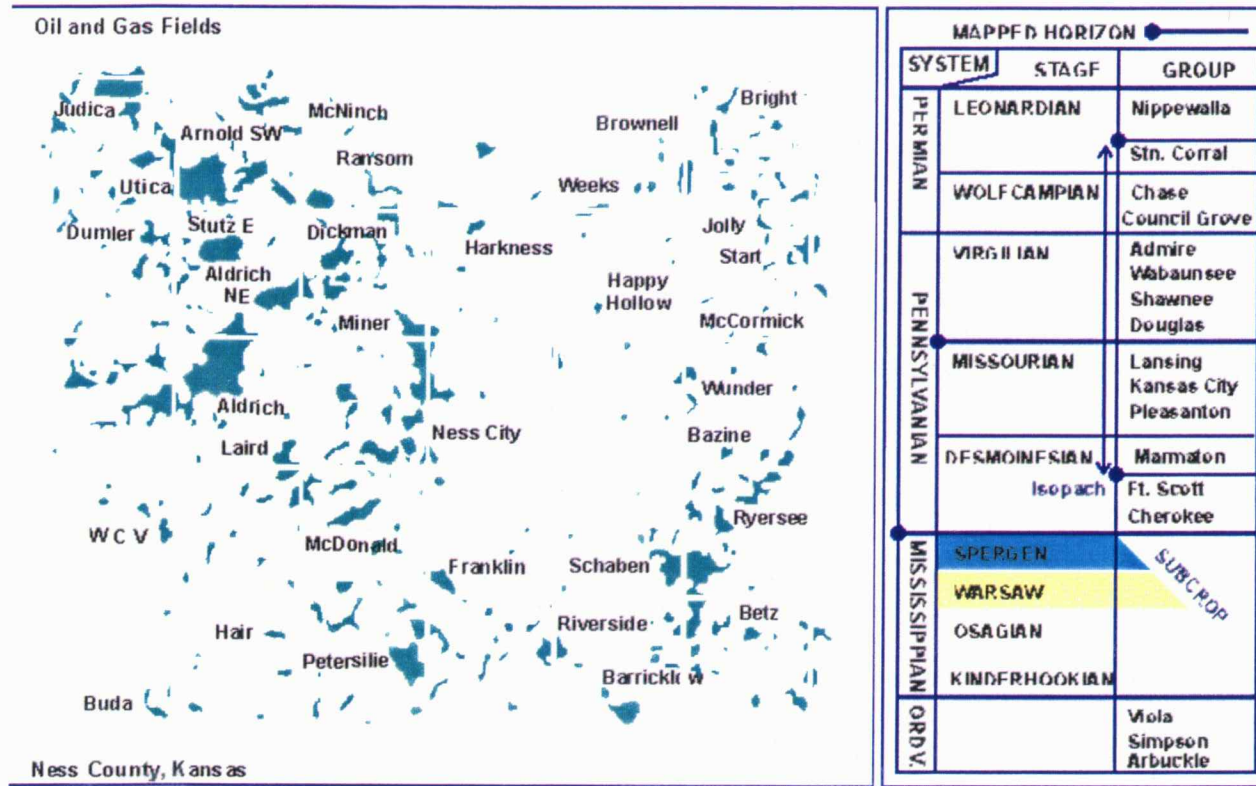 Oil and Gas Fields
Judica
McNinch
Bright
Arnold SW
Brownell
Ransom
Utica
Weeks
Dumler
Stutz E
Dickman
Harkness
Jolly
Start
Aldrich
NE
Happy
Hollow
Miner
McCormick
Wunder
Aldrich
Ness City
Bazine
Laird
WCV
McDonald
Ryersee
Franklin
Schaben
Hair
Riverside
Betz
Petersilie
Barricklow
Buda
Ness County, Kansas
MAPPED HORIZON
SYSTEM STAGE GROUP
PERMIAN
LEONARDIAN Nippewalla
Stn. Corral
WOLFCAMPIAN Chase
Council Grove
PENNSYLVANIAN
VIRGILIAN Admire
Wabaunsee
Shawnee
Douglas
MISSOURIAN Lansing
Kansas City
Pleasanton
DESMOINESIAN Marmaton
Isopach Ft. Scott
Cherokee
MISSISSIPPIAN
SPERGEN
WARSAW
SUBCROP
OSAGIAN
KINDERHOOKIAN
ORDV.
Viola
Simpson
Arbuckle